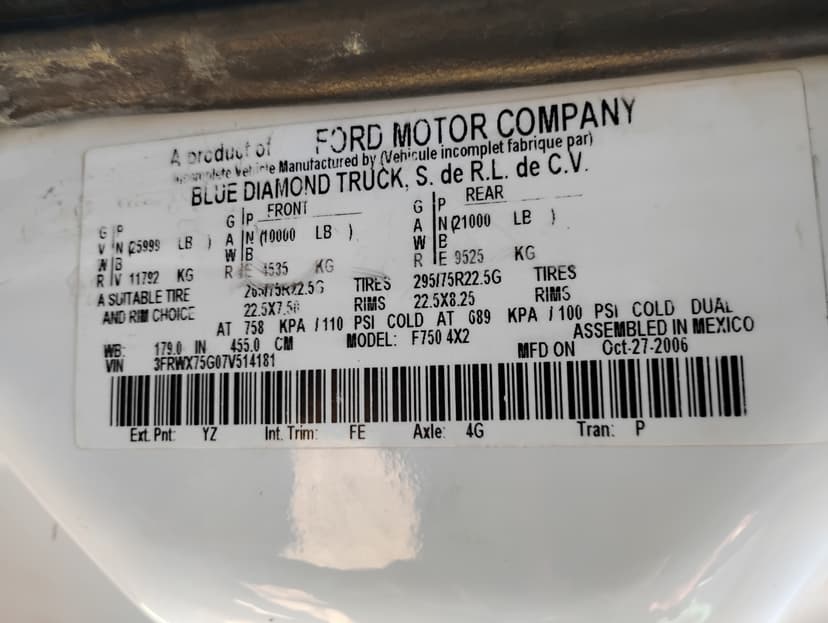 A product of FORD MOTOR COMPANY
Incomplete Vehicle Manufactured by (Vehicule incomplet fabrique par)
BLUE DIAMOND TRUCK, S. de R.L. de C.V.
FRONT REAR
G P G P G P
V N (25999 LB ) A N (10000 LB ) A N (21000 LB )
W B W B W B
R V 11792 KG R E 4535 KG R E 9525 KG
A SUITABLE TIRE TIRES 295/75R22.5G TIRES
AND RIM CHOICE 22.5X7.50 RIMS 22.5X8.25 RIMS
AT 758 KPA / 110 PSI COLD AT 689 KPA / 100 PSI COLD DUAL
WB: 179.0 IN 455.0 CM MODEL: F750 4X2 ASSEMBLED IN MEXICO
VIN 3FRWX75G07V514181 MFD ON Oct-27-2006
Ext. Pnt: YZ Int. Trim: FE Axle: 4G Tran: P